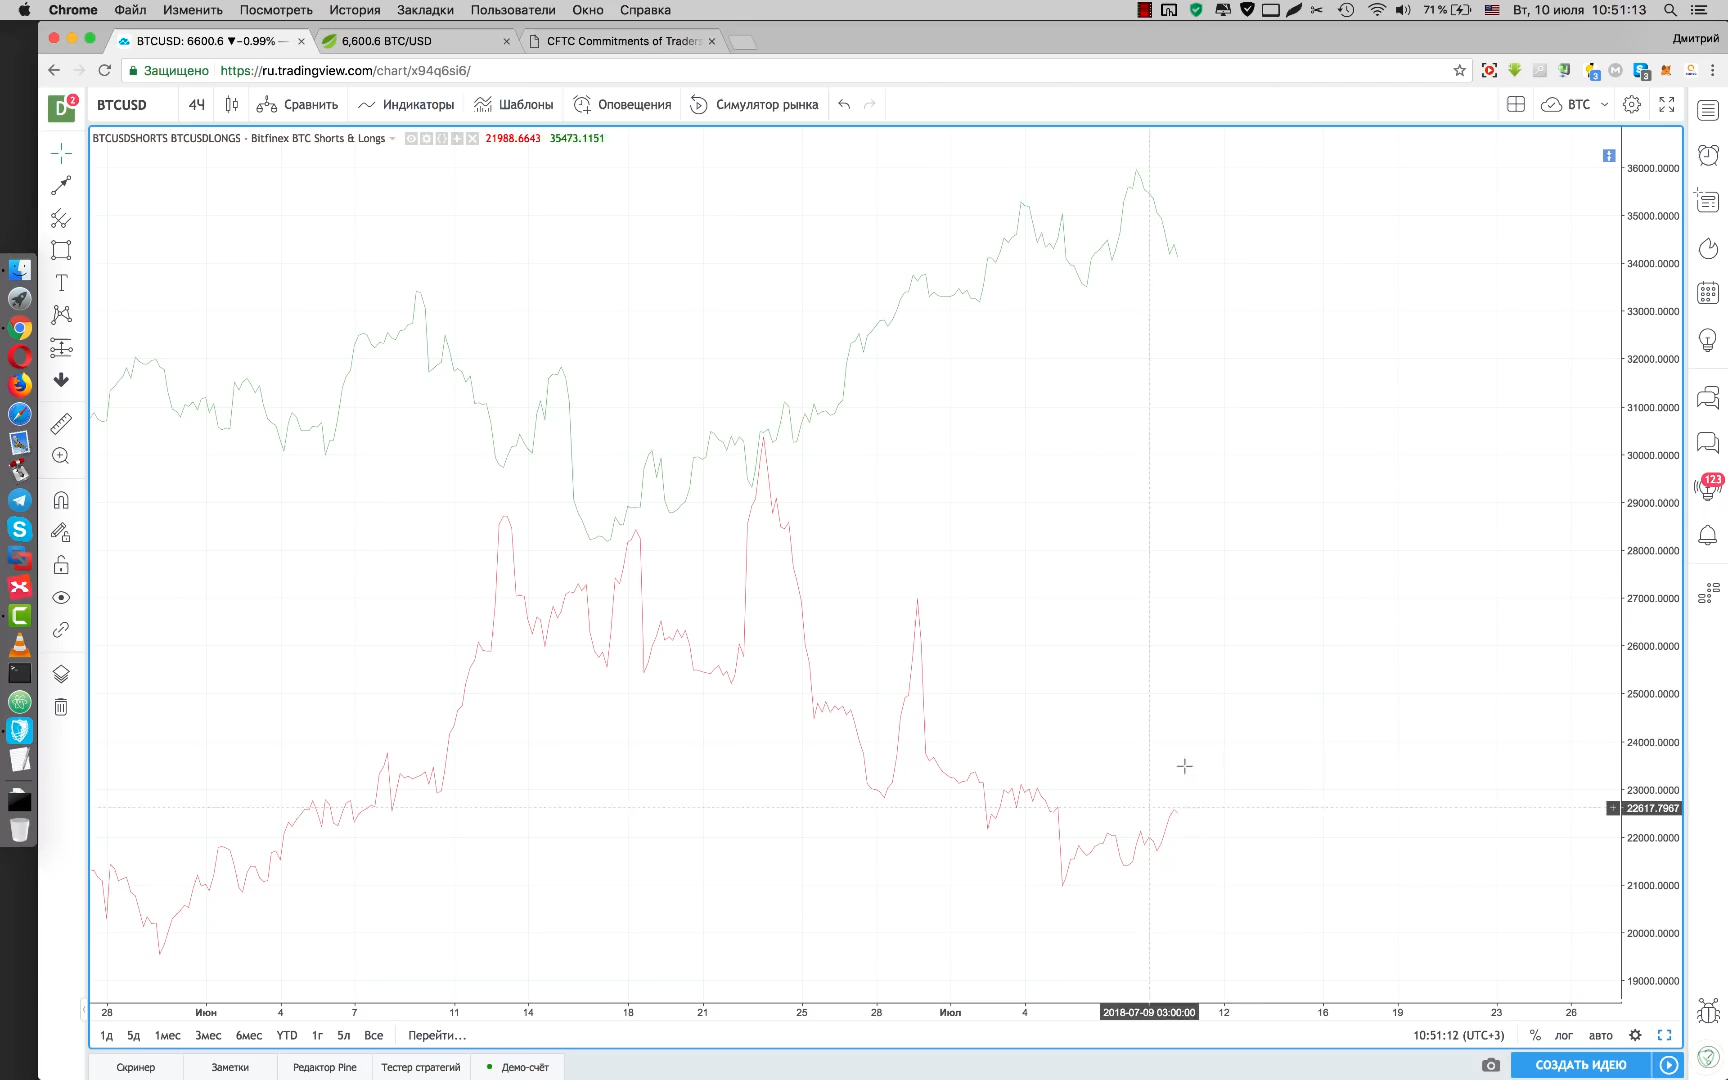 Chrome Файл Изменить Посмотреть История Закладки Пользователи Окно Справка 71% Вт, 10 июля 10:51:13
BTCUSD: 6600.6 ▼−0.99% — 6,600.6 BTC/USD CFTC Commitments of Traders Дмитрий
Защищено https://ru.tradingview.com/chart/x94q6si6/
3 3
D 2 BTCUSD 4Ч Сравнить Индикаторы Шаблоны Оповещения Симулятор рынка BTC
BTCUSDSHORTS BTCUSDLONGS - Bitfinex BTC Shorts & Longs 21988.6643 35473.1151
36000.0000
35000.0000
34000.0000
33000.0000
32000.0000
31000.0000
30000.0000
29000.0000
28000.0000
27000.0000
26000.0000
25000.0000
24000.0000
23000.0000
22617.7967
22000.0000
21000.0000
20000.0000
19000.0000
123
28 Июн 4 7 11 14 18 21 25 28 Июл 4 2018-07-09 03:00:00 12 16 19 23 26
1д 5д 1мес 3мес 6мес YTD 1г 5л Все Перейти... 10:51:12 (UTC+3) % лог авто
Скринер Заметки Редактор Pine Тестер стратегий Демо-счёт СОЗДАТЬ ИДЕЮ